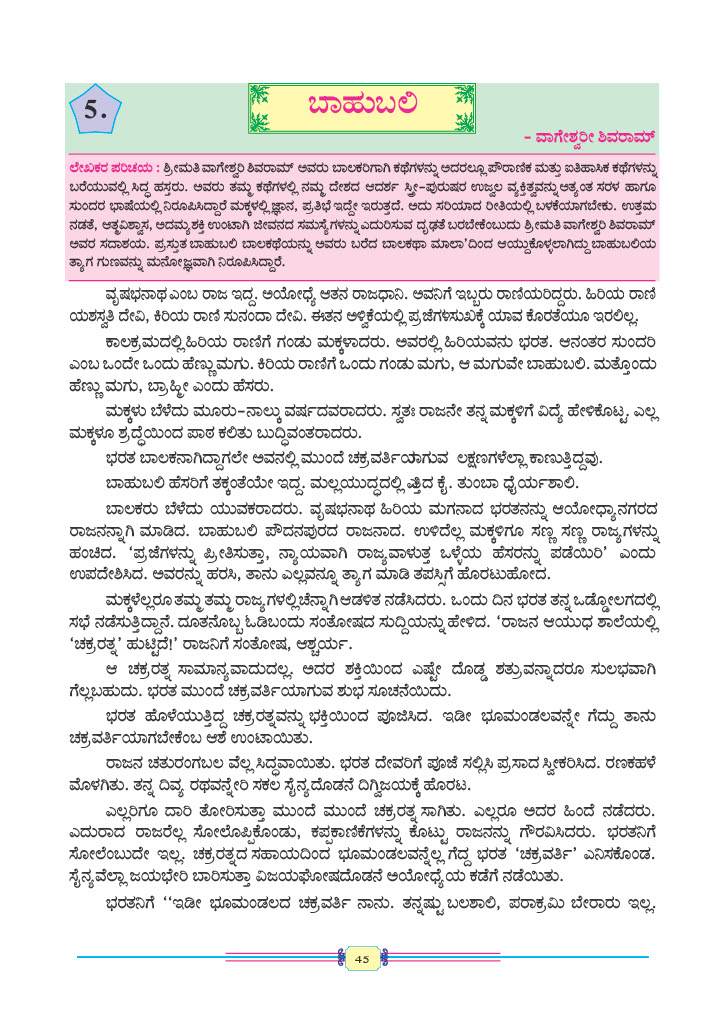 5.
ಬಾಹುಬಲಿ
– ವಾಗೇಶ್ವರೀ ಶಿವರಾಮ್
ಲೇಖಕರ ಪರಿಚಯ : ಶ್ರೀಮತಿ ವಾಗೇಶ್ವರಿ ಶಿವರಾಮ್ ಅವರು ಬಾಲಕರಿಗಾಗಿ ಕಥೆಗಳನ್ನು ಅದರಲ್ಲೂ ಪೌರಾಣಿಕ ಮತ್ತು ಐತಿಹಾಸಿಕ ಕಥೆಗಳನ್ನು
ಬರೆಯುವಲ್ಲಿ ಸಿದ್ಧ ಹಸ್ತರು. ಅವರು ತಮ್ಮ ಕಥೆಗಳಲ್ಲಿ ನಮ್ಮ ದೇಶದ ಆದರ್ಶ ಸ್ತ್ರೀ–ಪುರುಷರ ಉಜ್ವಲ ವ್ಯಕ್ತಿತ್ವವನ್ನು ಅತ್ಯಂತ ಸರಳ ಹಾಗೂ
ಸುಂದರ ಭಾಷೆಯಲ್ಲಿ ನಿರೂಪಿಸಿದ್ದಾರೆ ಮಕ್ಕಳಲ್ಲಿ ಜ್ಞಾನ, ಪ್ರತಿಭೆ ಇದ್ದೇ ಇರುತ್ತದೆ. ಅದು ಸರಿಯಾದ ರೀತಿಯಲ್ಲಿ ಬಳಕೆಯಾಗಬೇಕು. ಉತ್ತಮ
ನಡತೆ, ಆತ್ಮವಿಶ್ವಾಸ, ಅದಮ್ಯಶಕ್ತಿ ಉಂಟಾಗಿ ಜೀವನದ ಸಮಸ್ಯೆಗಳನ್ನು ಎದುರಿಸುವ ದೃಢತೆ ಬರಬೇಕೆಂಬುದು ಶ್ರೀಮತಿ ವಾಗೇಶ್ವರಿ ಶಿವರಾಮ್
ಅವರ ಸದಾಶಯ. ಪ್ರಸ್ತುತ ಬಾಹುಬಲಿ ಬಾಲಕಥೆಯನ್ನು ಅವರು ಬರೆದ ಬಾಲಕಥಾ ಮಾಲಾ’ದಿಂದ ಆಯ್ದುಕೊಳ್ಳಲಾಗಿದ್ದು ಬಾಹುಬಲಿಯ
ತ್ಯಾಗ ಗುಣವನ್ನು ಮನೋಜ್ಞವಾಗಿ ನಿರೂಪಿಸಿದ್ದಾರೆ.
ವೃಷಭನಾಥ ಎಂಬ ರಾಜ ಇದ್ದ. ಅಯೋಧ್ಯೆ ಆತನ ರಾಜಧಾನಿ. ಅವನಿಗೆ ಇಬ್ಬರು ರಾಣಿಯರಿದ್ದರು. ಹಿರಿಯ ರಾಣಿ
ಯಶಸ್ವತಿ ದೇವಿ, ಕಿರಿಯ ರಾಣಿ ಸುನಂದಾ ದೇವಿ. ಈತನ ಅಳ್ವಿಕೆಯಲ್ಲಿ ಪ್ರಜೆಗಳ ಸುಖಕ್ಕೆ ಯಾವ ಕೊರತೆಯೂ ಇರಲಿಲ್ಲ.
ಕಾಲಕ್ರಮದಲ್ಲಿ ಹಿರಿಯ ರಾಣಿಗೆ ಗಂಡು ಮಕ್ಕಳಾದರು. ಅವರಲ್ಲಿ ಹಿರಿಯವನು ಭರತ. ಆನಂತರ ಸುಂದರಿ
ಎಂಬ ಒಂದೇ ಒಂದು ಹೆಣ್ಣು ಮಗು. ಕಿರಿಯ ರಾಣಿಗೆ ಒಂದು ಗಂಡು ಮಗು, ಆ ಮಗುವೇ ಬಾಹುಬಲಿ. ಮತ್ತೊಂದು
ಹೆಣ್ಣು ಮಗು, ಬ್ರಾಹ್ಮೀ ಎಂದು ಹೆಸರು.
ಮಕ್ಕಳು ಬೆಳೆದು ಮೂರು–ನಾಲ್ಕು ವರ್ಷದವರಾದರು. ಸ್ವತಃ ರಾಜನೇ ತನ್ನ ಮಕ್ಕಳಿಗೆ ವಿದ್ಯೆ ಹೇಳಿಕೊಟ್ಟ. ಎಲ್ಲ
ಮಕ್ಕಳೂ ಶ್ರದ್ಧೆಯಿಂದ ಪಾಠ ಕಲಿತು ಬುದ್ಧಿವಂತರಾದರು.
ಭರತ ಬಾಲಕನಾಗಿದ್ದಾಗಲೇ ಅವನಲ್ಲಿ ಮುಂದೆ ಚಕ್ರವರ್ತಿಯಾಗುವ ಲಕ್ಷಣಗಳೆಲ್ಲಾ ಕಾಣುತ್ತಿದ್ದವು.
ಬಾಹುಬಲಿ ಹೆಸರಿಗೆ ತಕ್ಕಂತೆಯೇ ಇದ್ದ. ಮಲ್ಲಯುದ್ಧದಲ್ಲಿ ಎತ್ತಿದ ಕೈ. ತುಂಬಾ ಧೈರ್ಯಶಾಲಿ.
ಬಾಲಕರು ಬೆಳೆದು ಯುವಕರಾದರು. ವೃಷಭನಾಥ ಹಿರಿಯ ಮಗನಾದ ಭರತನನ್ನು ಆಯೋಧ್ಯಾನಗರದ
ರಾಜನನ್ನಾಗಿ ಮಾಡಿದ. ಬಾಹುಬಲಿ ಪೌದನಪುರದ ರಾಜನಾದ. ಉಳಿದೆಲ್ಲ ಮಕ್ಕಳಿಗೂ ಸಣ್ಣ ಸಣ್ಣ ರಾಜ್ಯಗಳನ್ನು
ಹಂಚಿದ. ‘ಪ್ರಜೆಗಳನ್ನು ಪ್ರೀತಿಸುತ್ತಾ, ನ್ಯಾಯವಾಗಿ ರಾಜ್ಯವಾಳುತ್ತ ಒಳ್ಳೆಯ ಹೆಸರನ್ನು ಪಡೆಯಿರಿ’ ಎಂದು
ಉಪದೇಶಿಸಿದ. ಅವರನ್ನು ಹರಸಿ, ತಾನು ಎಲ್ಲವನ್ನೂ ತ್ಯಾಗ ಮಾಡಿ ತಪಸ್ಸಿಗೆ ಹೊರಟುಹೋದ.
ಮಕ್ಕಳೆಲ್ಲರೂ ತಮ್ಮ ತಮ್ಮ ರಾಜ್ಯಗಳಲ್ಲಿ ಚೆನ್ನಾಗಿ ಆಡಳಿತ ನಡೆಸಿದರು. ಒಂದು ದಿನ ಭರತ ತನ್ನ ಒಡ್ಡೋಲಗದಲ್ಲಿ
ಸಭೆ ನಡೆಸುತ್ತಿದ್ದಾನೆ. ದೂತನೊಬ್ಬ ಓಡಿಬಂದು ಸಂತೋಷದ ಸುದ್ದಿಯನ್ನು ಹೇಳಿದ. ‘ರಾಜನ ಆಯುಧ ಶಾಲೆಯಲ್ಲಿ
‘ಚಕ್ರರತ್ನ’ ಹುಟ್ಟಿದೆ!’ ರಾಜನಿಗೆ ಸಂತೋಷ, ಆಶ್ಚರ್ಯ.
ಆ ಚಕ್ರರತ್ನ ಸಾಮಾನ್ಯವಾದುದಲ್ಲ. ಅದರ ಶಕ್ತಿಯಿಂದ ಎಷ್ಟೇ ದೊಡ್ಡ ಶತ್ರುವನ್ನಾದರೂ ಸುಲಭವಾಗಿ
ಗೆಲ್ಲಬಹುದು. ಭರತ ಮುಂದೆ ಚಕ್ರವರ್ತಿಯಾಗುವ ಶುಭ ಸೂಚನೆಯಿದು.
ಭರತ ಹೊಳೆಯುತ್ತಿದ್ದ ಚಕ್ರರತ್ನವನ್ನು ಭಕ್ತಿಯಿಂದ ಪೂಜಿಸಿದ. ಇಡೀ ಭೂಮಂಡಲವನ್ನೇ ಗೆದ್ದು ತಾನು
ಚಕ್ರವರ್ತಿಯಾಗಬೇಕೆಂಬ ಆಶೆ ಉಂಟಾಯಿತು.
ರಾಜನ ಚತುರಂಗಬಲ ವೆಲ್ಲ ಸಿದ್ಧವಾಯಿತು. ಭರತ ದೇವರಿಗೆ ಪೂಜೆ ಸಲ್ಲಿಸಿ ಪ್ರಸಾದ ಸ್ವೀಕರಿಸಿದ. ರಣಕಹಳೆ
ಮೊಳಗಿತು. ತನ್ನ ದಿವ್ಯ ರಥವನ್ನೇರಿ ಸಕಲ ಸೈನ್ಯದೊಡನೆ ದಿಗ್ವಿಜಯಕ್ಕೆ ಹೊರಟ.
ಎಲ್ಲರಿಗೂ ದಾರಿ ತೋರಿಸುತ್ತಾ ಮುಂದೆ ಮುಂದೆ ಚಕ್ರರತ್ನ ಸಾಗಿತು. ಎಲ್ಲರೂ ಅದರ ಹಿಂದೆ ನಡೆದರು.
ಎದುರಾದ ರಾಜರೆಲ್ಲ ಸೋಲೊಪ್ಪಿಕೊಂಡು, ಕಪ್ಪಕಾಣಿಕೆಗಳನ್ನು ಕೊಟ್ಟು ರಾಜನನ್ನು ಗೌರವಿಸಿದರು. ಭರತನಿಗೆ
ಸೋಲೆಂಬುದೇ ಇಲ್ಲ. ಚಕ್ರರತ್ನದ ಸಹಾಯದಿಂದ ಭೂಮಂಡಲವನ್ನೆಲ್ಲ ಗೆದ್ದ ಭರತ ‘ಚಕ್ರವರ್ತಿ’ ಎನಿಸಕೊಂಡ.
ಸೈನ್ಯವೆಲ್ಲಾ ಜಯಭೇರಿ ಬಾರಿಸುತ್ತಾ ವಿಜಯಘೋಷದೊಡನೆ ಅಯೋಧ್ಯೆಯ ಕಡೆಗೆ ನಡೆಯಿತು.
ಭರತನಿಗೆ ‘‘ಇಡೀ ಭೂಮಂಡಲದ ಚಕ್ರವರ್ತಿ ನಾನು. ತನ್ನಷ್ಟು ಬಲಶಾಲಿ, ಪರಾಕ್ರಮಿ ಬೇರಾರು ಇಲ್ಲ.
45